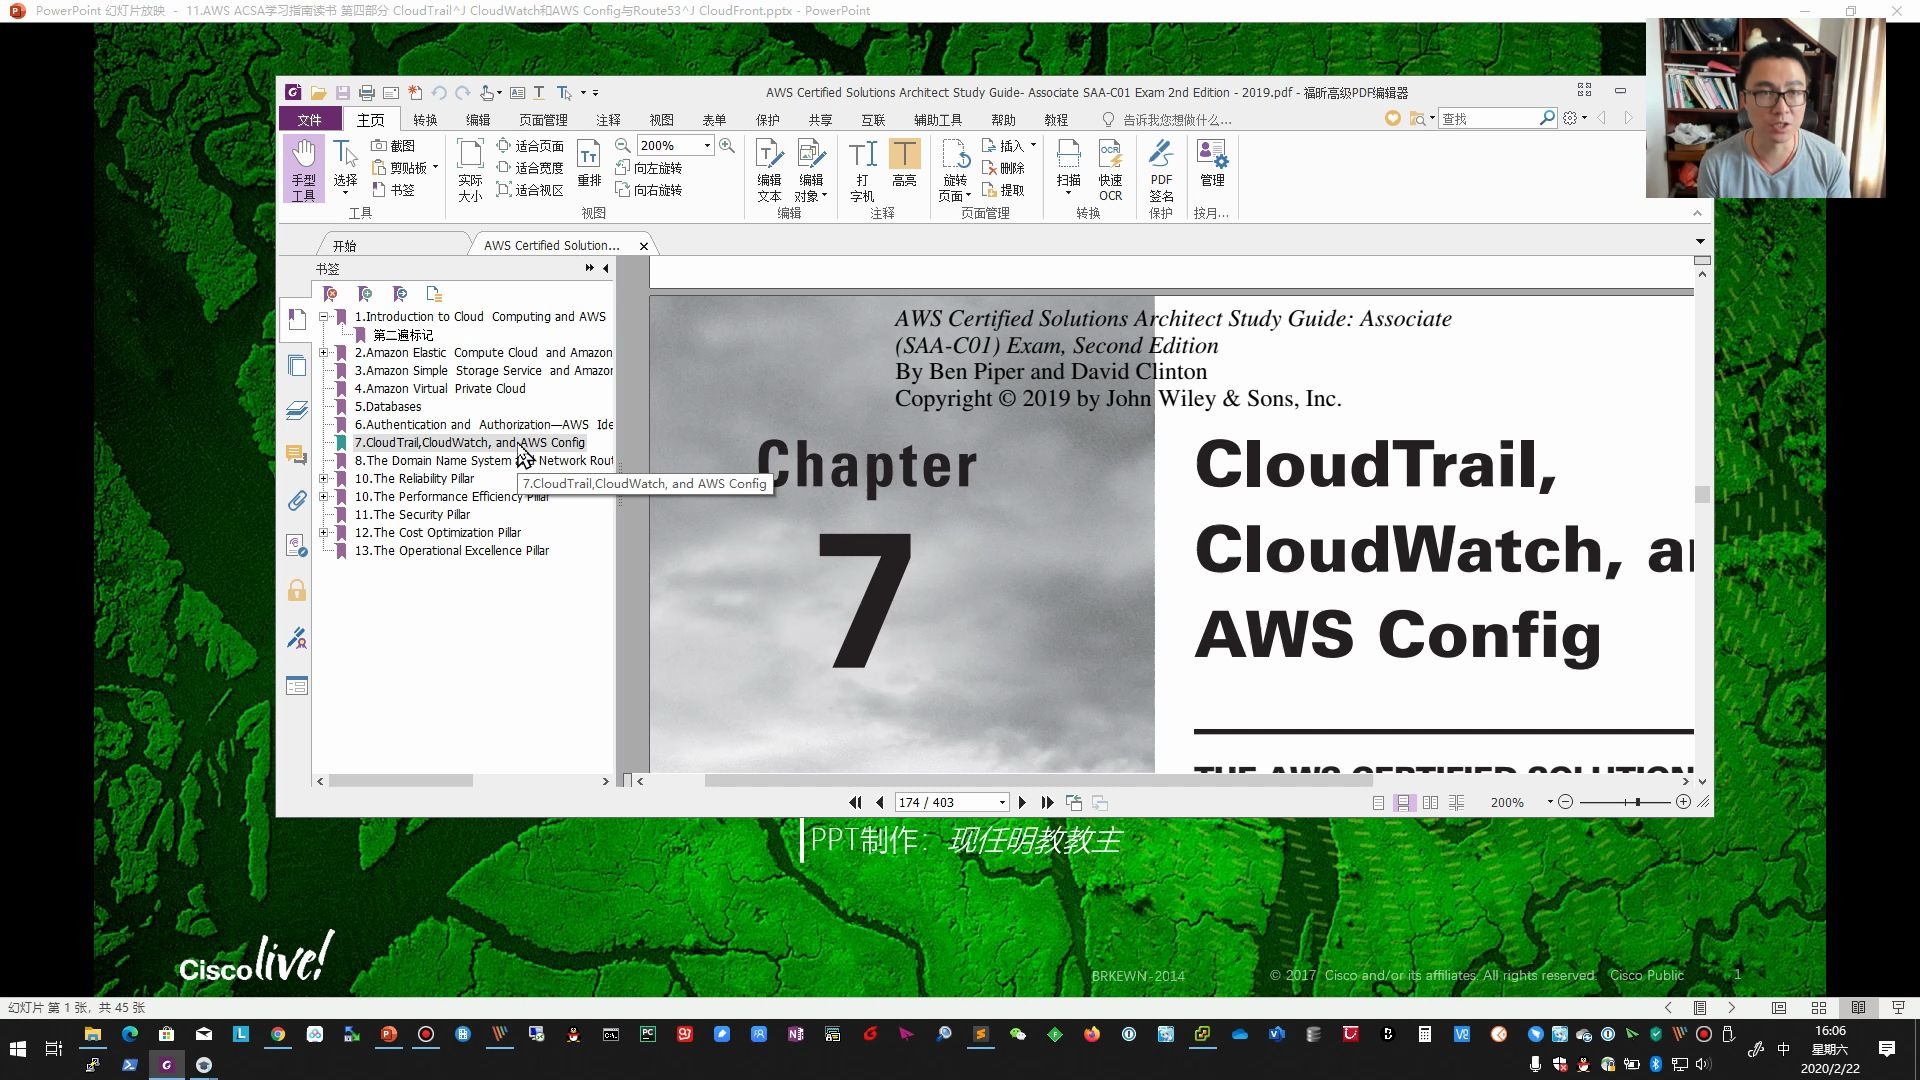 PowerPoint 幻灯片放映 - 11.AWS ACSA学习指南读书 第四部分 CloudTrail^J CloudWatch和AWS Config与Route53^J CloudFront.pptx - PowerPoint
AWS Certified Solutions Architect Study Guide- Associate SAA-C01 Exam 2nd Edition - 2019.pdf - 福昕高级PDF编辑器
文件 主页 转换 编辑 页面管理 注释 视图 表单 保护 共享 互联 辅助工具 帮助 教程 告诉我您想做什么... 查找
手型工具 选择 截图 剪贴板 书签 实际大小 适合页面 适合宽度 适合视区 重排 200% 向左旋转 向右旋转 编辑文本 编辑对象 打字机 高亮 旋转页面 插入 删除 提取 扫描 快速OCR PDF签名 管理
工具 视图 编辑 注释 页面管理 转换 保护 按月...
开始 AWS Certified Solution...
书签
1.Introduction to Cloud Computing and AWS
第二遍标记
2.Amazon Elastic Compute Cloud and Amazon
3.Amazon Simple Storage Service and Amazor
4.Amazon Virtual Private Cloud
5.Databases
6.Authentication and Authorization—AWS Ide
7.CloudTrail,CloudWatch, and AWS Config
8.The Domain Name System Network Rout
10.The Reliability Pillar
10.The Performance Efficiency Pillar
11.The Security Pillar
12.The Cost Optimization Pillar
13.The Operational Excellence Pillar
7.CloudTrail,CloudWatch, and AWS Config
AWS Certified Solutions Architect Study Guide: Associate
(SAA-C01) Exam, Second Edition
By Ben Piper and David Clinton
Copyright © 2019 by John Wiley & Sons, Inc.
Chapter
7
CloudTrail,
CloudWatch, an
AWS Config
THE AWS CERTIFIED SOLUTION
174 / 403
200%
PPT制作：现任明教教主
Cisco live!
BRKEWN-2014 © 2017 Cisco and/or its affiliates. All rights reserved. Cisco Public 1
幻灯片 第 1 张，共 45 张
16:06
中 星期六
2020/2/22